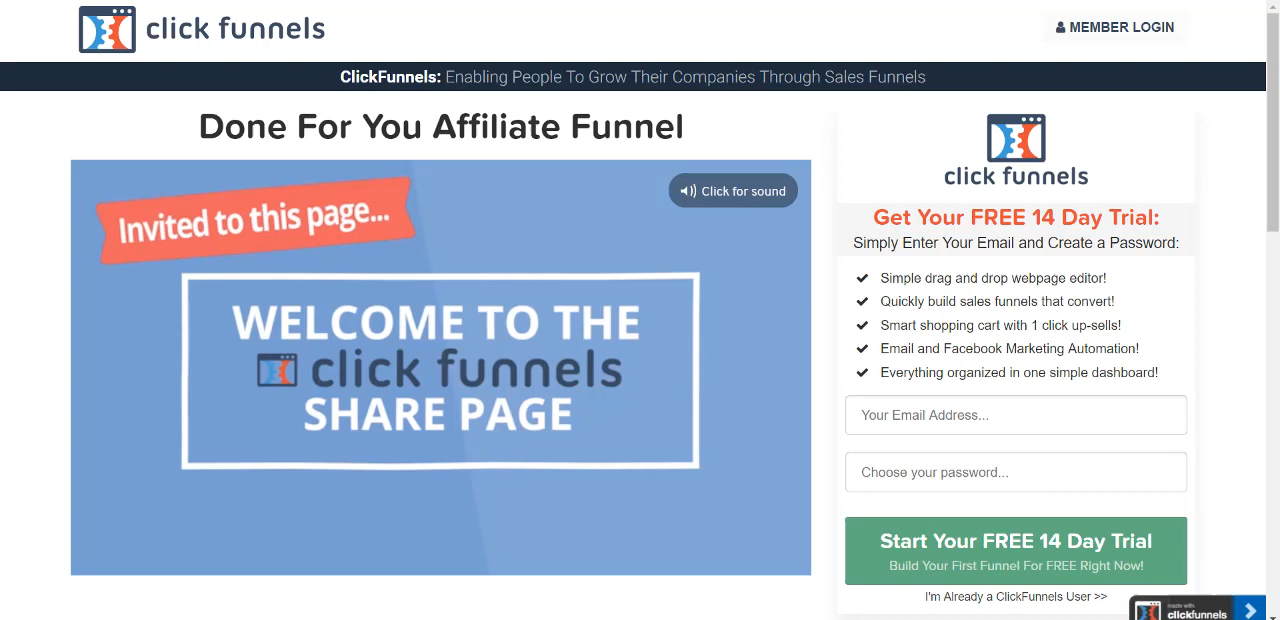 click funnels
MEMBER LOGIN
ClickFunnels: Enabling People To Grow Their Companies Through Sales Funnels
Done For You Affiliate Funnel
Click for sound
Invited to this page...
WELCOME TO THE
click funnels
SHARE PAGE
click funnels
Get Your FREE 14 Day Trial:
Simply Enter Your Email and Create a Password:
Simple drag and drop webpage editor!
Quickly build sales funnels that convert!
Smart shopping cart with 1 click up-sells!
Email and Facebook Marketing Automation!
Everything organized in one simple dashboard!
Your Email Address...
Choose your password...
Start Your FREE 14 Day Trial
Build Your First Funnel For FREE Right Now!
I'm Already a ClickFunnels User >>
made with
clickfunnels